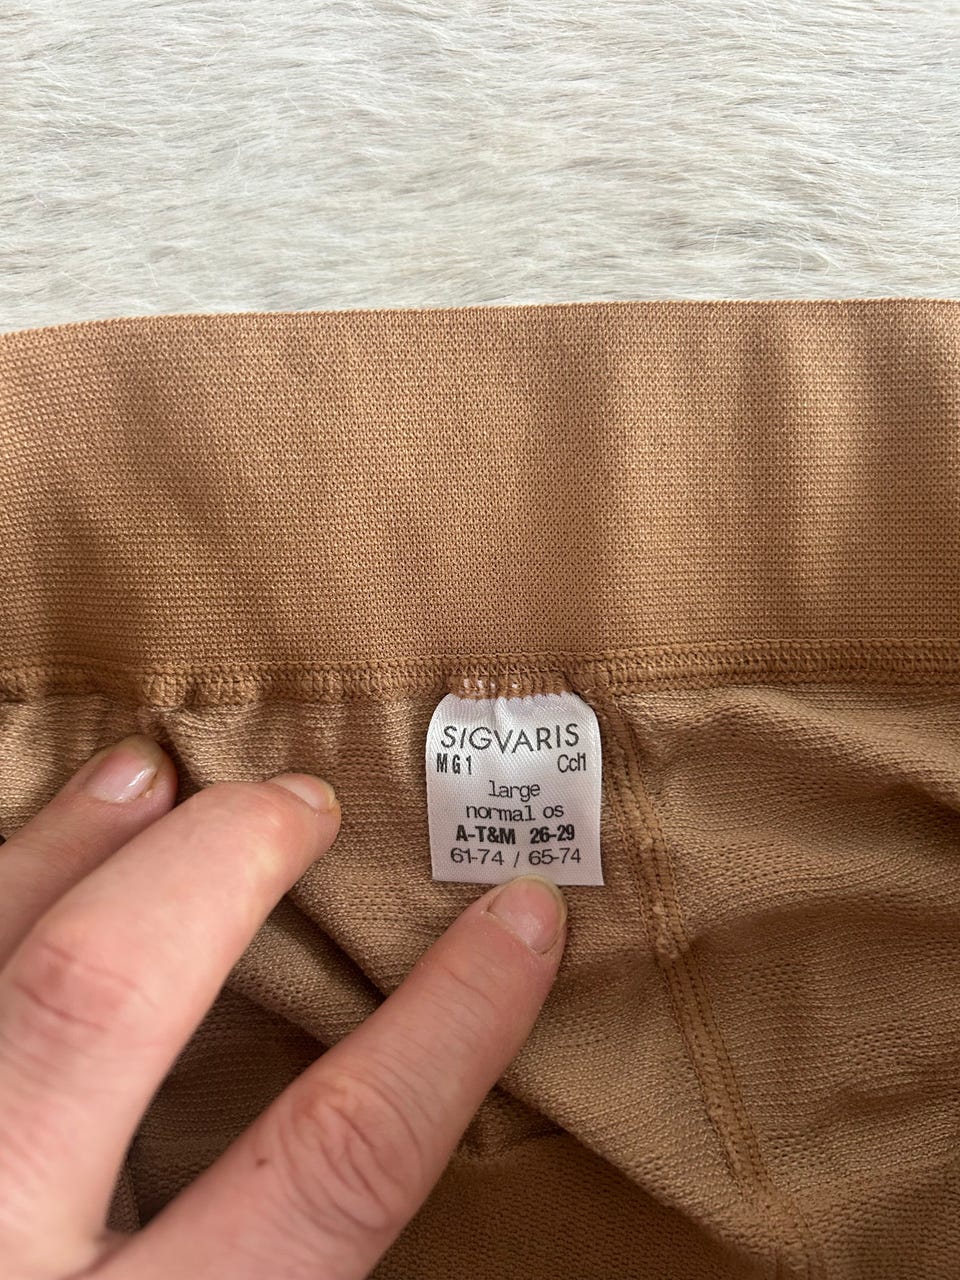 SIGVARIS
MG1 Ccl1
large
normal os
A-T&M 26-29
61-74 / 65-74